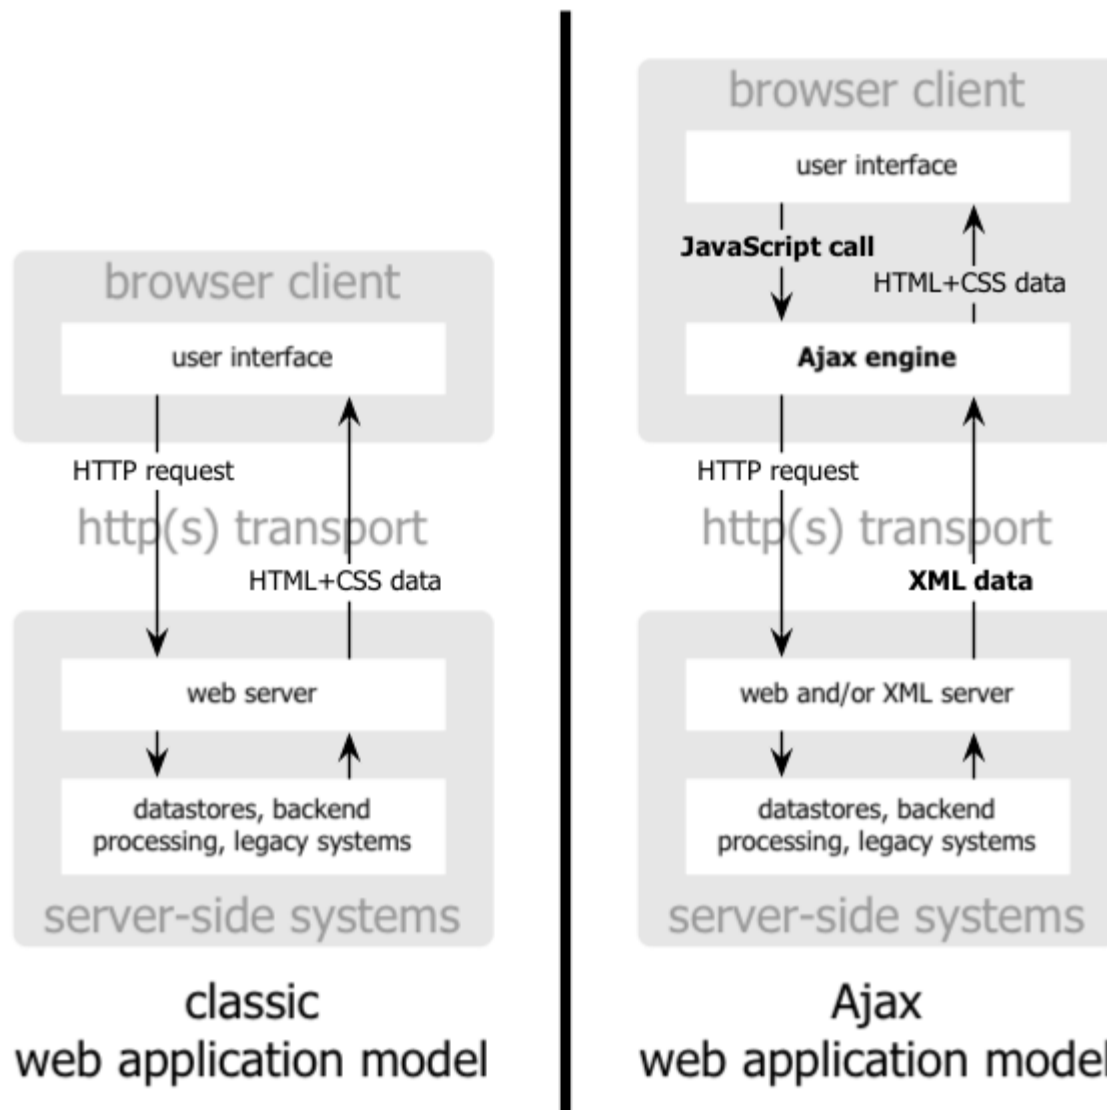 browser client
user interface
HTTP request
http(s) transport
HTML+CSS data
web server
datastores, backend
processing, legacy systems
server-side systems
classic
web application model
browser client
user interface
JavaScript call
HTML+CSS data
Ajax engine
HTTP request
http(s) transport
XML data
web and/or XML server
datastores, backend
processing, legacy systems
server-side systems
Ajax
web application model